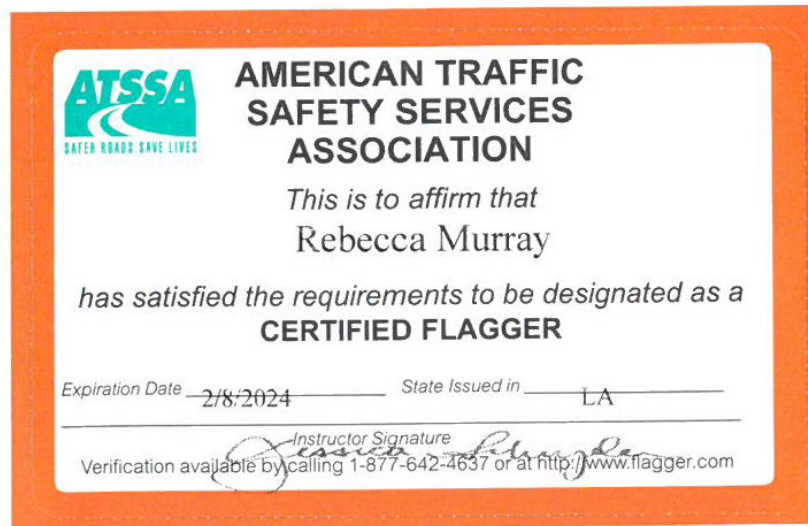 ATSSA
SAFER ROADS SAVE LIVES
AMERICAN TRAFFIC
SAFETY SERVICES
ASSOCIATION
This is to affirm that
Rebecca Murray
has satisfied the requirements to be designated as a
CERTIFIED FLAGGER
Expiration Date 2/8/2024 State Issued in LA
Instructor Signature
Jessica
Verification available by calling 1-877-642-4637 or at http://www.flagger.com